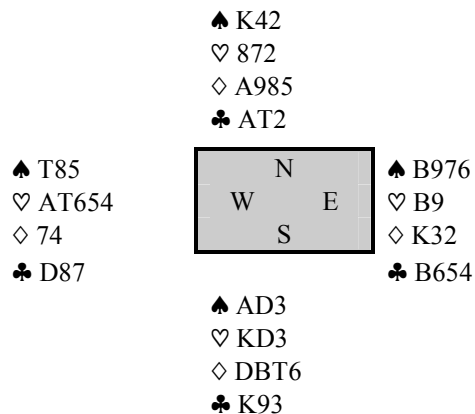 ♠ K42
♡ 872
♢ A985
♣ AT2
♠ T85
♡ AT654
♢ 74
♣ D87
N
W E
S
♠ B976
♡ B9
♢ K32
♣ B654
♠ AD3
♡ KD3
♢ DBT6
♣ K93